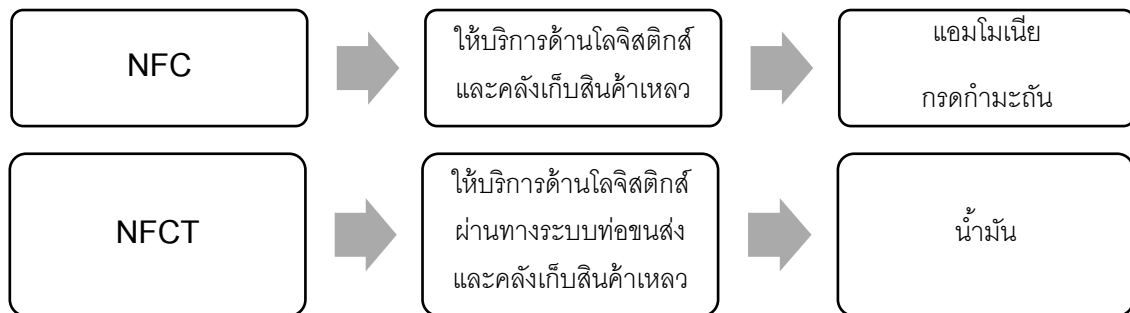 NFC
ให้บริการด้านโลจิสติกส์
และคลังเก็บสินค้าเหลว
แอมโมเนีย
กรดกำมะถัน
NFCT
ให้บริการด้านโลจิสติกส์
ผ่านทางระบบท่อขนส่ง
และคลังเก็บสินค้าเหลว
น้ำมัน